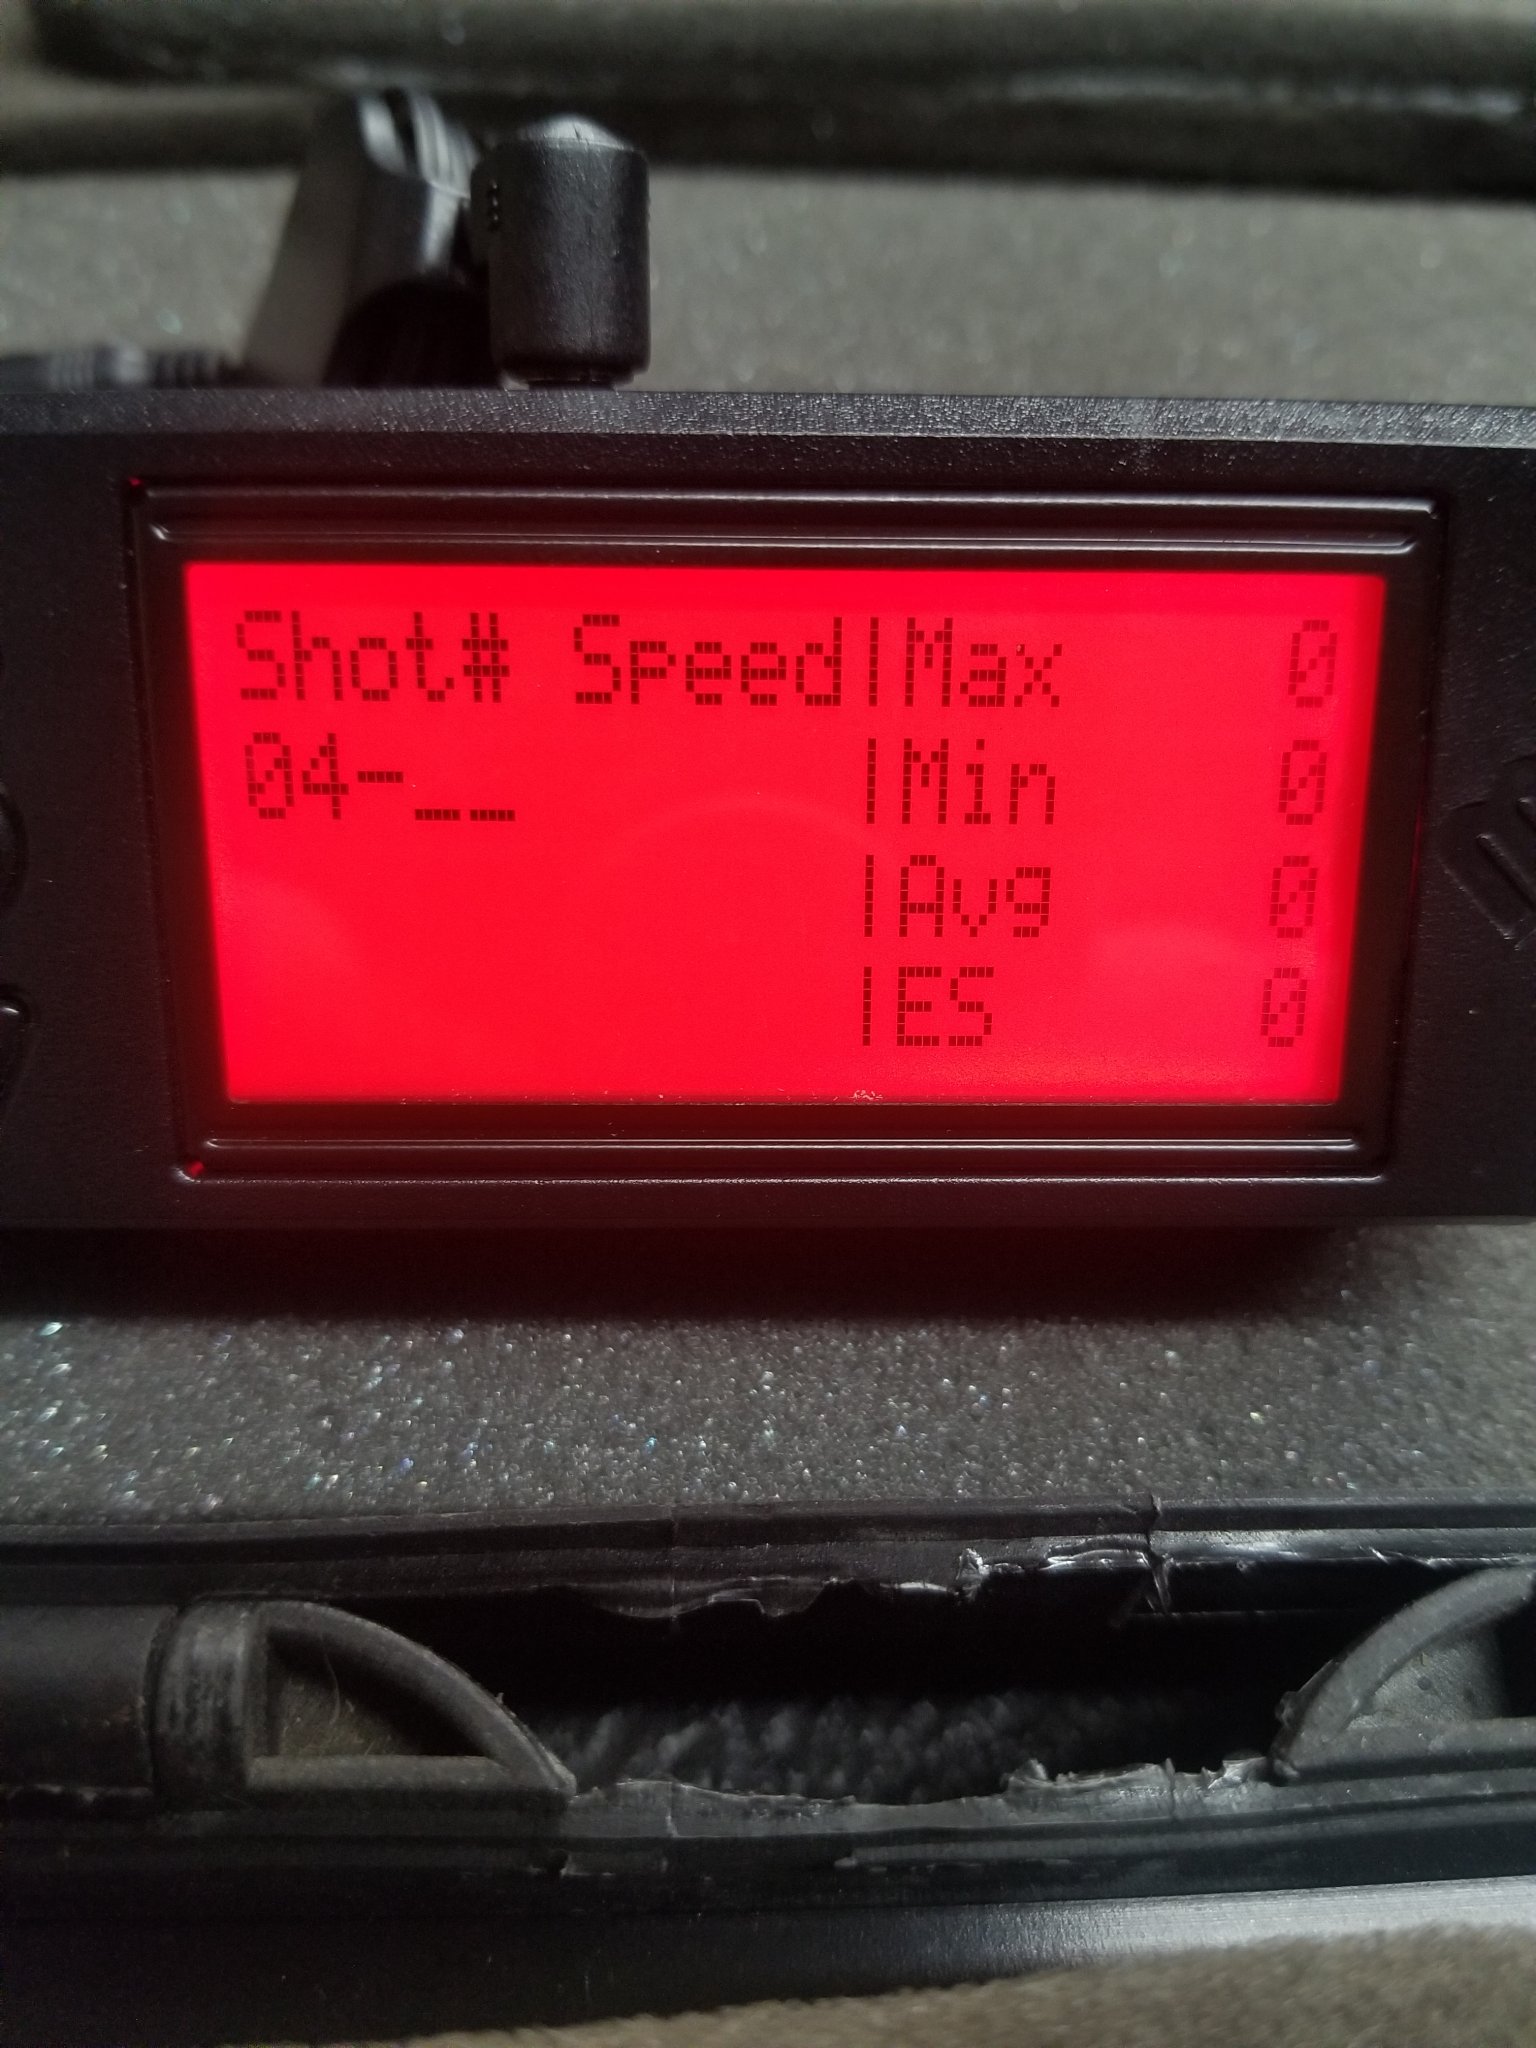 Shot# Speed|Max 0
04-__ |Min 0
|Avg 0
|ES 0